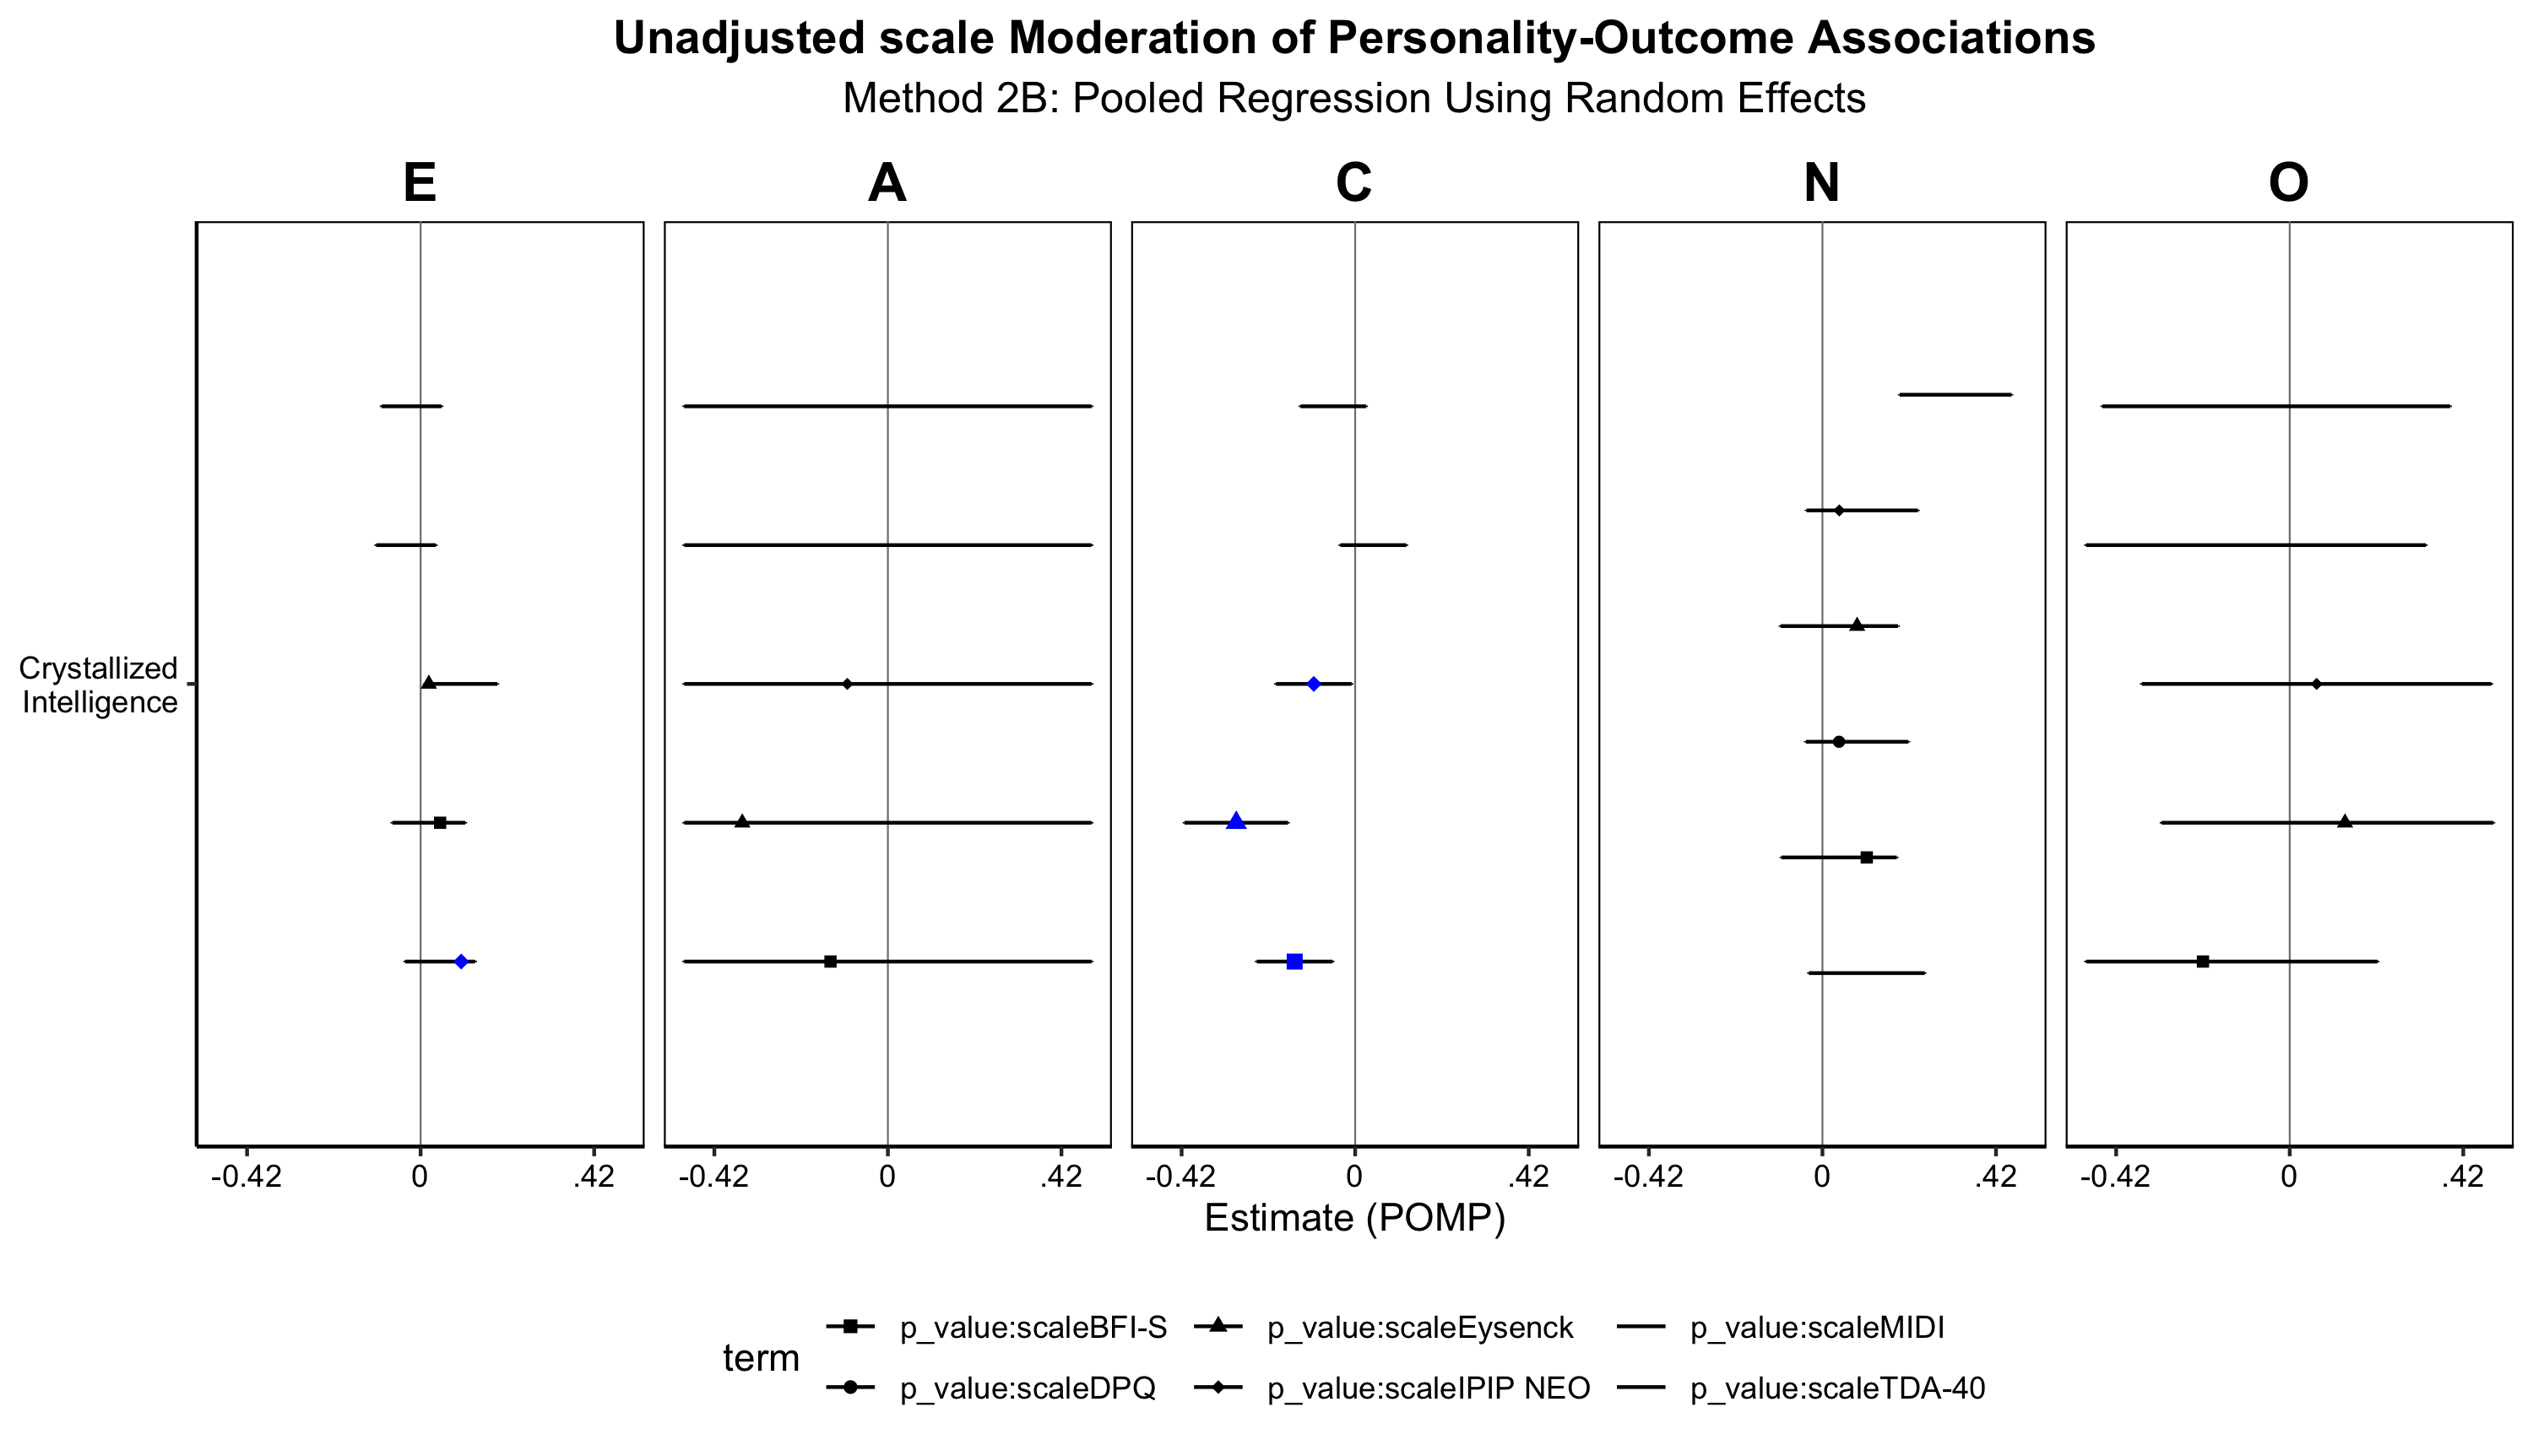 Unadjusted scale Moderation of Personality-Outcome Associations
Method 2B: Pooled Regression Using Random Effects
E A C N O
Crystallized
Intelligence
-0.42 0 .42 -0.42 0 .42 -0.42 0 .42 -0.42 0 .42 -0.42 0 .42
Estimate (POMP)
term
p_value:scaleBFI-S p_value:scaleEysenck p_value:scaleMIDI
p_value:scaleDPQ p_value:scaleIPIP NEO p_value:scaleTDA-40